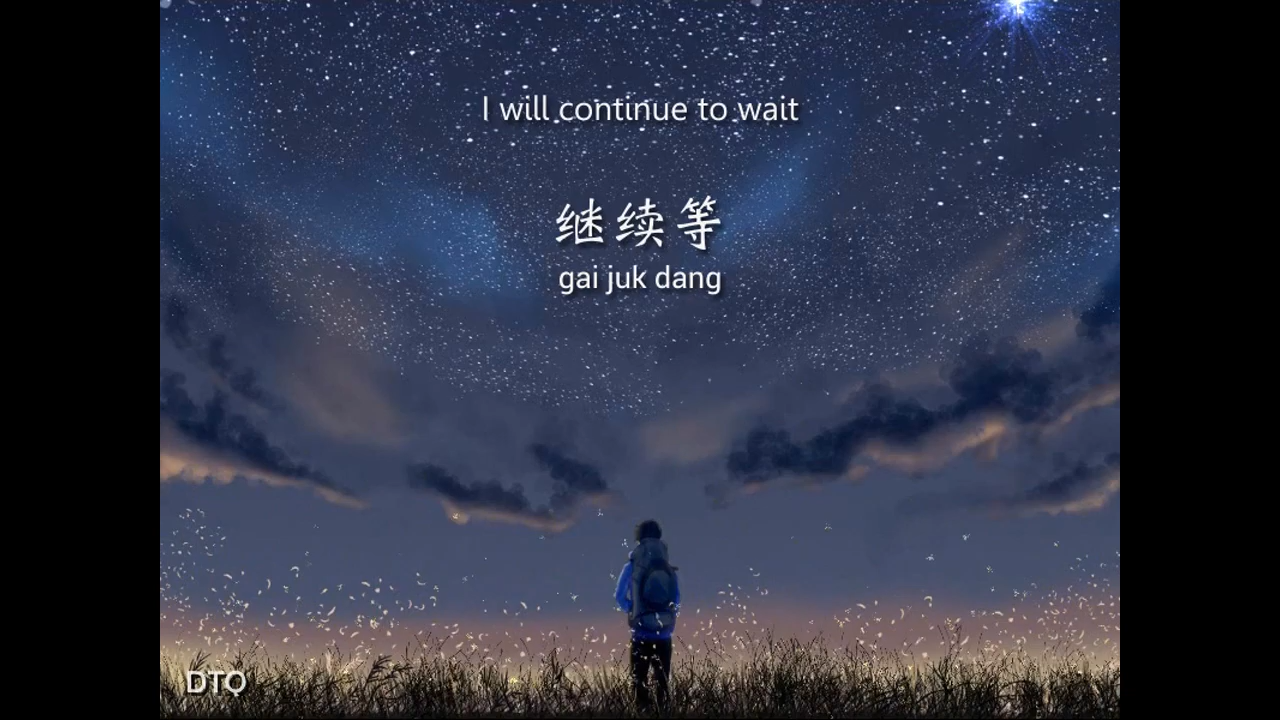 I will continue to wait
继续等
gai juk dang
DTQ